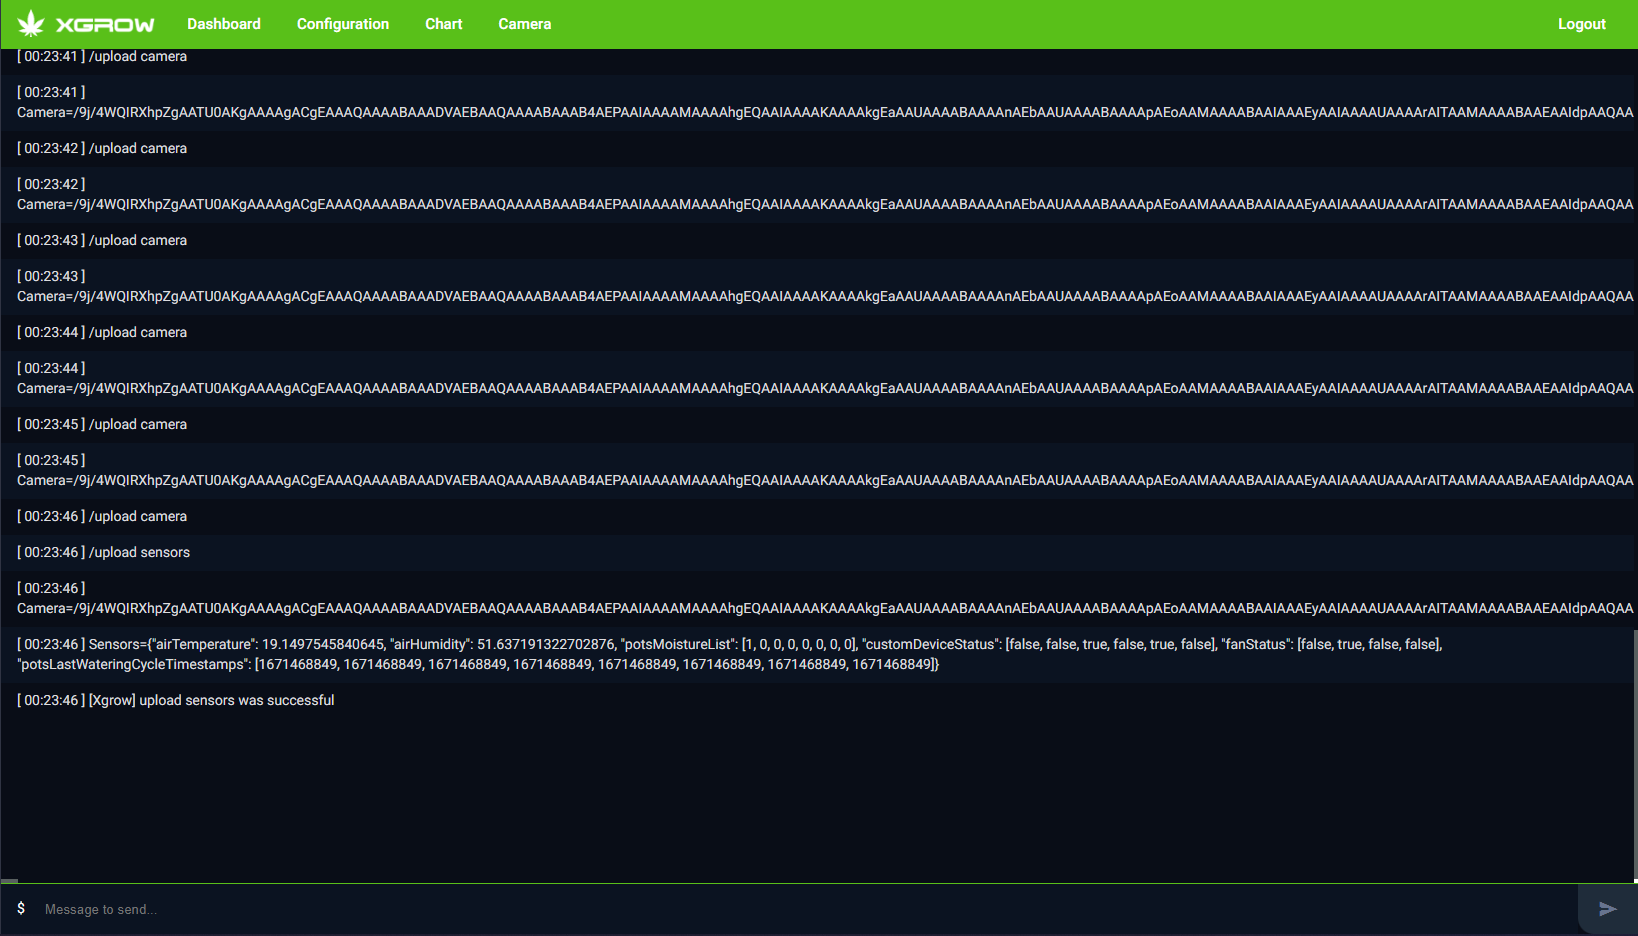 XGROW Dashboard Configuration Chart Camera Logout
[ 00:23:41 ] /upload camera
[ 00:23:41 ]
Camera=/9j/4WQIRXhpZgAATU0AKgAAAAgACgEAAAQAAAABAAADVAEBAAQAAAABAAAB4AEPAAIAAAAMAAAAhgEQAAIAAAAKAAAAkgEaAAUAAAABAAAAnAEbAAUAAAABAAAApAEoAAMAAAABAAIAAAEyAAIAAAAUAAAArAITAAMAAAABAAEAAIdpAAQAA
[ 00:23:42 ] /upload camera
[ 00:23:42 ]
Camera=/9j/4WQIRXhpZgAATU0AKgAAAAgACgEAAAQAAAABAAADVAEBAAQAAAABAAAB4AEPAAIAAAAMAAAAhgEQAAIAAAAKAAAAkgEaAAUAAAABAAAAnAEbAAUAAAABAAAApAEoAAMAAAABAAIAAAEyAAIAAAAUAAAArAITAAMAAAABAAEAAIdpAAQAA
[ 00:23:43 ] /upload camera
[ 00:23:43 ]
Camera=/9j/4WQIRXhpZgAATU0AKgAAAAgACgEAAAQAAAABAAADVAEBAAQAAAABAAAB4AEPAAIAAAAMAAAAhgEQAAIAAAAKAAAAkgEaAAUAAAABAAAAnAEbAAUAAAABAAAApAEoAAMAAAABAAIAAAEyAAIAAAAUAAAArAITAAMAAAABAAEAAIdpAAQAA
[ 00:23:44 ] /upload camera
[ 00:23:44 ]
Camera=/9j/4WQIRXhpZgAATU0AKgAAAAgACgEAAAQAAAABAAADVAEBAAQAAAABAAAB4AEPAAIAAAAMAAAAhgEQAAIAAAAKAAAAkgEaAAUAAAABAAAAnAEbAAUAAAABAAAApAEoAAMAAAABAAIAAAEyAAIAAAAUAAAArAITAAMAAAABAAEAAIdpAAQAA
[ 00:23:45 ] /upload camera
[ 00:23:45 ]
Camera=/9j/4WQIRXhpZgAATU0AKgAAAAgACgEAAAQAAAABAAADVAEBAAQAAAABAAAB4AEPAAIAAAAMAAAAhgEQAAIAAAAKAAAAkgEaAAUAAAABAAAAnAEbAAUAAAABAAAApAEoAAMAAAABAAIAAAEyAAIAAAAUAAAArAITAAMAAAABAAEAAIdpAAQAA
[ 00:23:46 ] /upload camera
[ 00:23:46 ] /upload sensors
[ 00:23:46 ]
Camera=/9j/4WQIRXhpZgAATU0AKgAAAAgACgEAAAQAAAABAAADVAEBAAQAAAABAAAB4AEPAAIAAAAMAAAAhgEQAAIAAAAKAAAAkgEaAAUAAAABAAAAnAEbAAUAAAABAAAApAEoAAMAAAABAAIAAAEyAAIAAAAUAAAArAITAAMAAAABAAEAAIdpAAQAA
[ 00:23:46 ] Sensors={"airTemperature": 19.1497545840645, "airHumidity": 51.637191322702876, "potsMoistureList": [1, 0, 0, 0, 0, 0, 0, 0], "customDeviceStatus": [false, false, true, false, true, false], "fanStatus": [false, true, false, false],
"potsLastWateringCycleTimestamps": [1671468849, 1671468849, 1671468849, 1671468849, 1671468849, 1671468849, 1671468849, 1671468849]}
[ 00:23:46 ] [Xgrow] upload sensors was successful
$ Message to send...